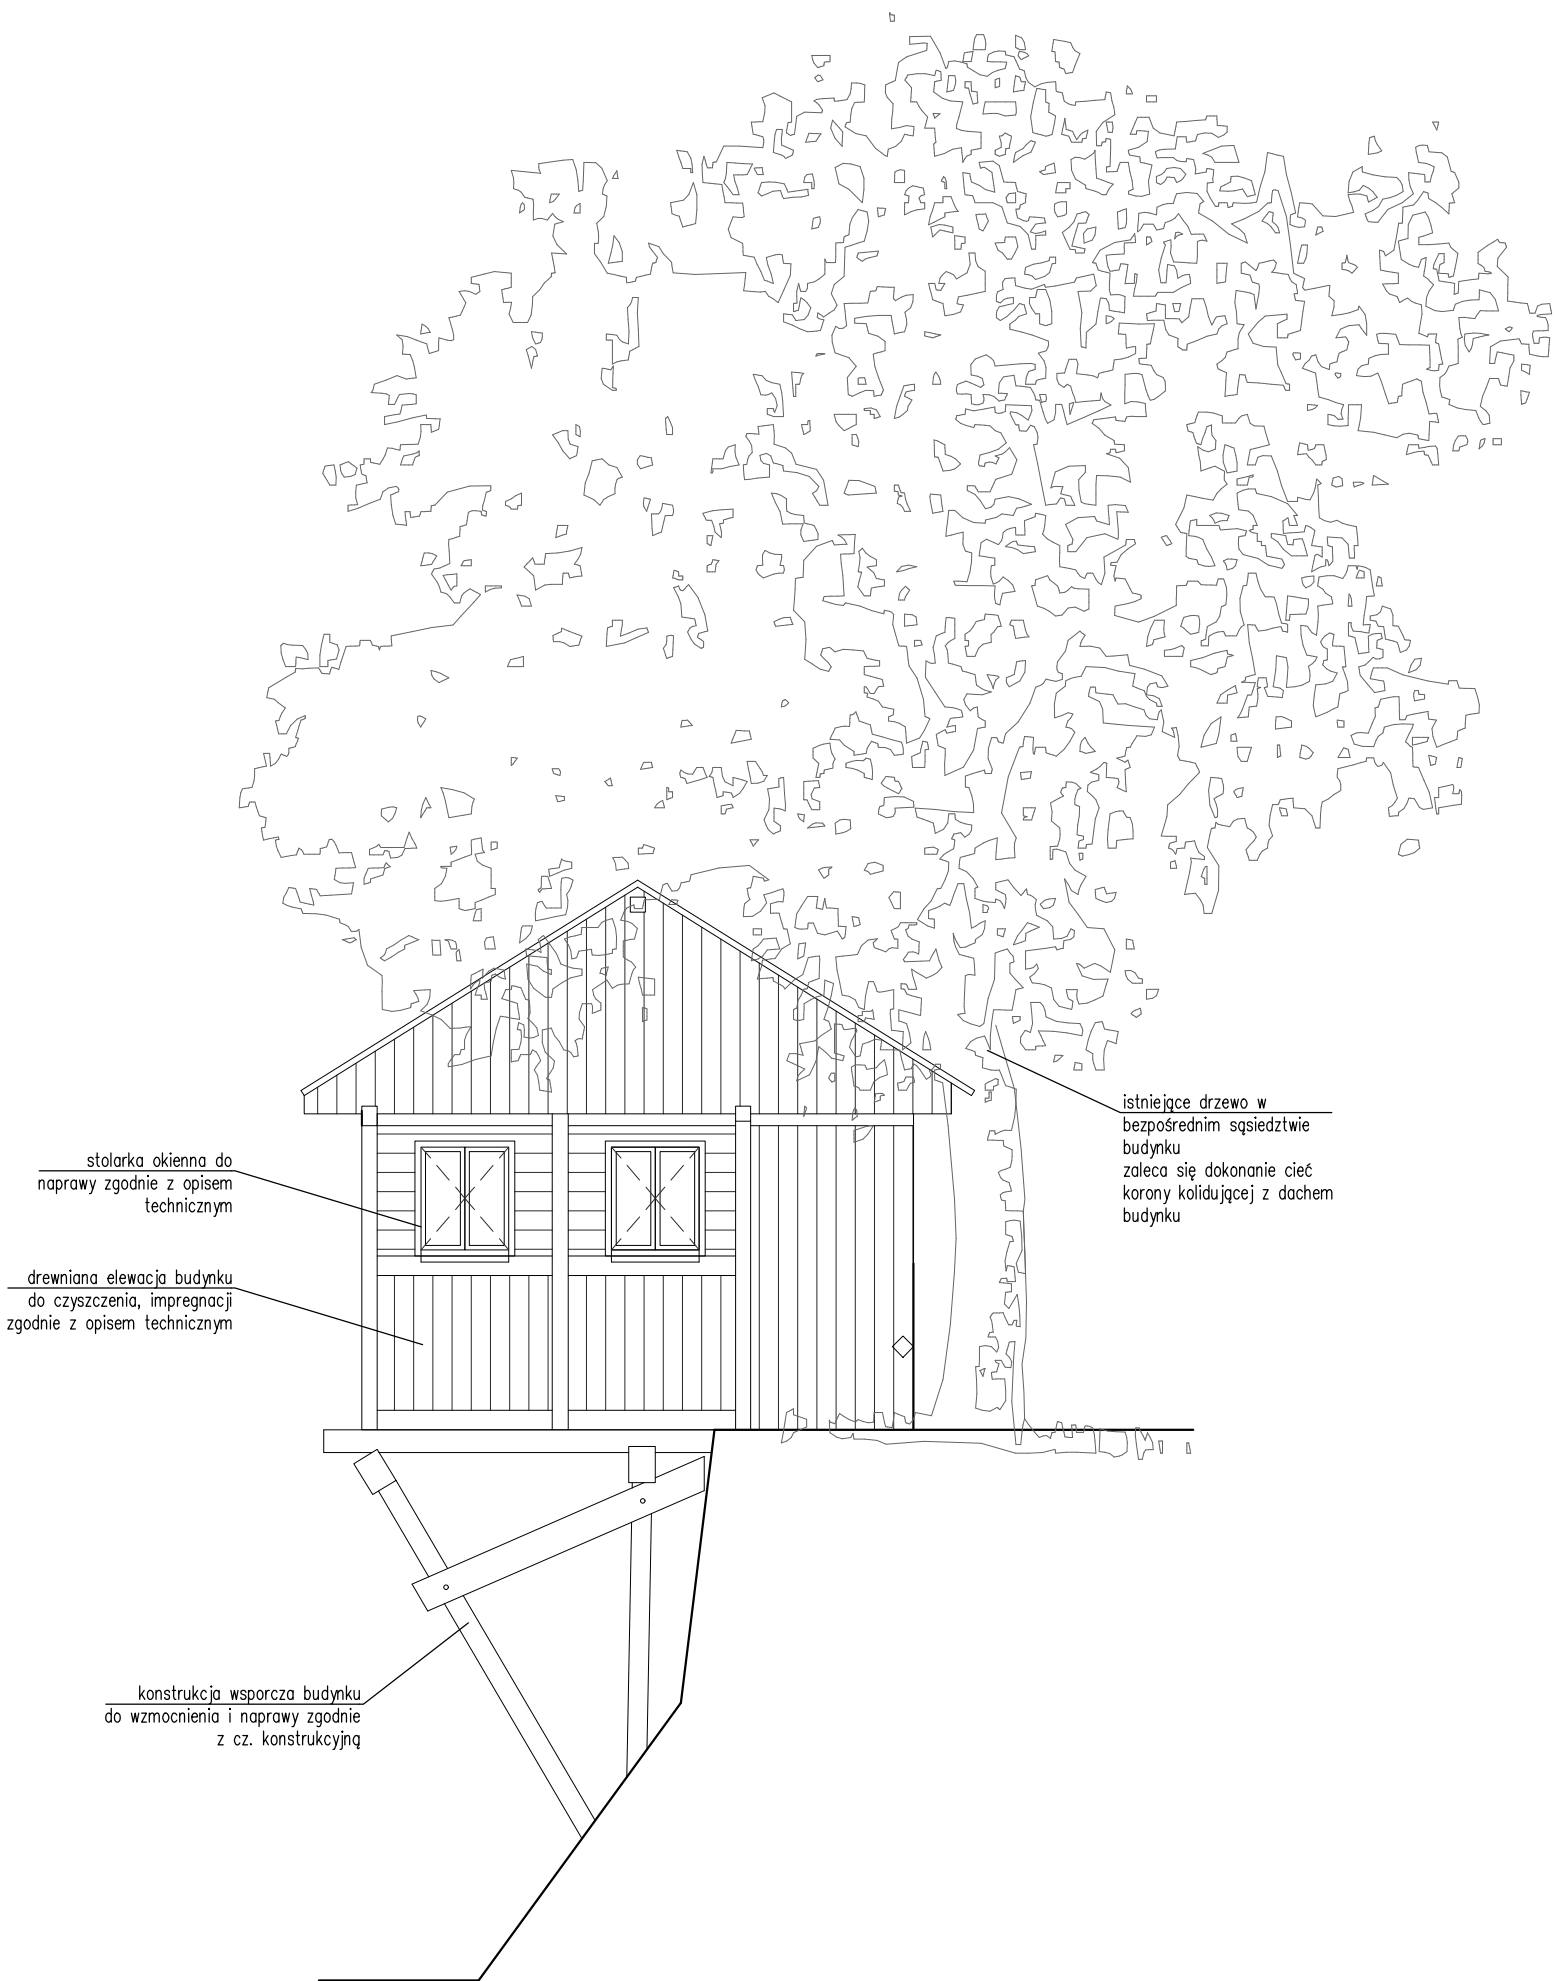 istniejące drzewo w
bezpośrednim sąsiedztwie
budynku
zaleca się dokonanie cieć
korony kolidującej z dachem
budynku
stolarka okienna do
naprawy zgodnie z opisem
technicznym
drewniana elewacja budynku
do czyszczenia, impregnacji
zgodnie z opisem technicznym
konstrukcja wsporcza budynku
do wzmocnienia i naprawy zgodnie
z cz. konstrukcyjną